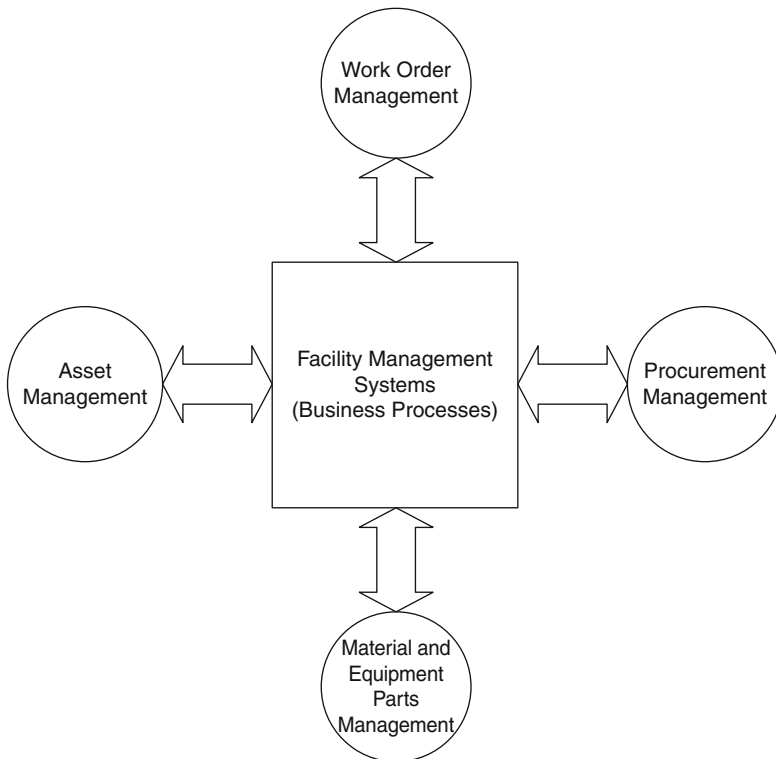 Work Order
Management
Asset
Management
Facility Management
Systems
(Business Processes)
Procurement
Management
Material and
Equipment
Parts
Management